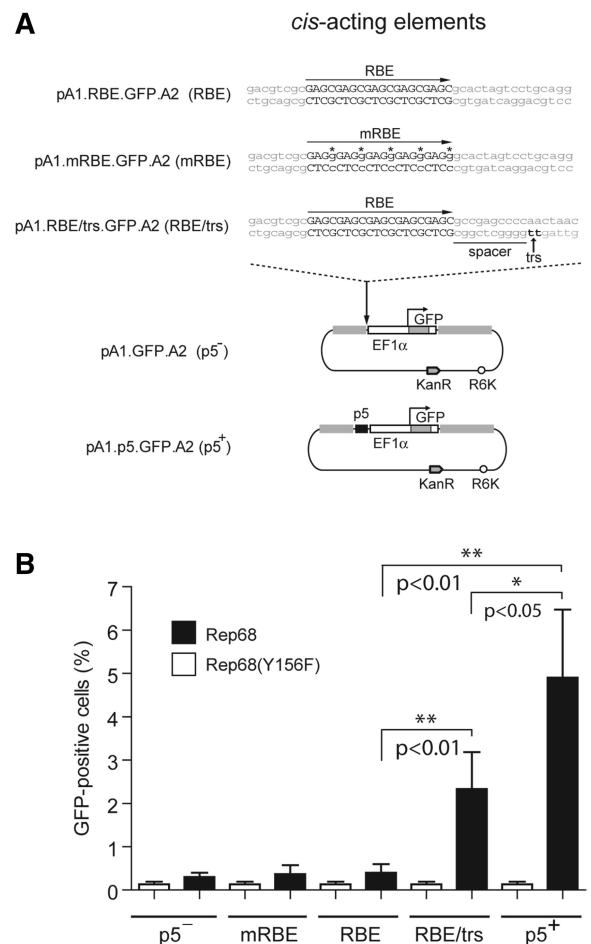 A
cis-acting elements
RBE
pA1.RBE.GFP.A2 (RBE)
gacgtcgcGAGCGAGCGAGCGAGCGAGCgcactagtcctgcagg
ctgcagcgCTCGCTCGCTCGCTCGCTCGcgtgatcaggacgtcc
mRBE
* * * * *
pA1.mRBE.GFP.A2 (mRBE)
gacgtcgcGAGgGAGgGAGgGAGgGAGggcactagtcctgcagg
ctgcagcgCTCcCTCcCTCcCTCcCTCccgtgatcaggacgtcc
RBE
pA1.RBE/trs.GFP.A2 (RBE/trs)
gacgtcgcGAGCGAGCGAGCGAGCGAGCgccgagccccaactaac
ctgcagcgCTCGCTCGCTCGCTCGCTCGcggctcggggttgattg
spacer
trs
GFP
pA1.GFP.A2 (p5⁻)
EF1α
KanR
R6K
p5
GFP
pA1.p5.GFP.A2 (p5⁺)
EF1α
KanR
R6K
B
**
p<0.01
*
p<0.05
Rep68
Rep68(Y156F)
**
p<0.01
GFP-positive cells (%)
7
6
5
4
3
2
1
0
p5⁻
mRBE
RBE
RBE/trs
p5⁺